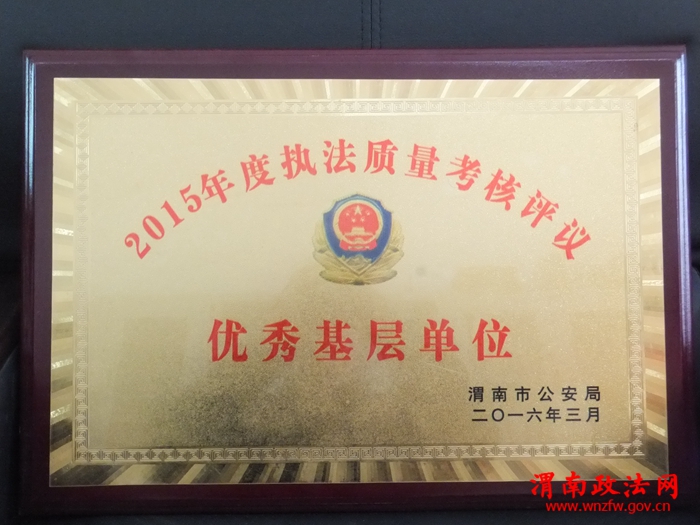 2015年度执法质量考核评议
优秀基层单位
渭南市公安局
二〇一六年三月
渭南政法网
www.wnzfw.gov.cn